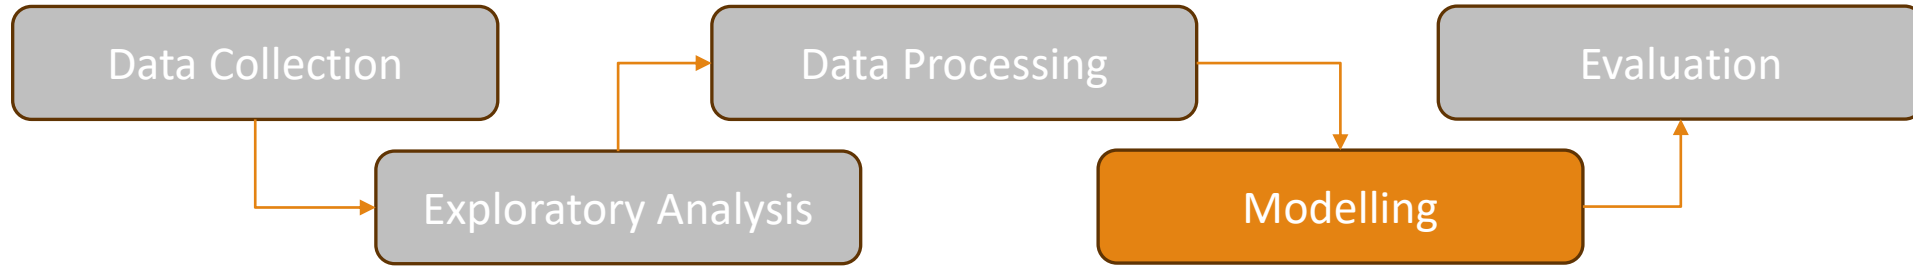 Data Collection
Exploratory Analysis
Data Processing
Modelling
Evaluation